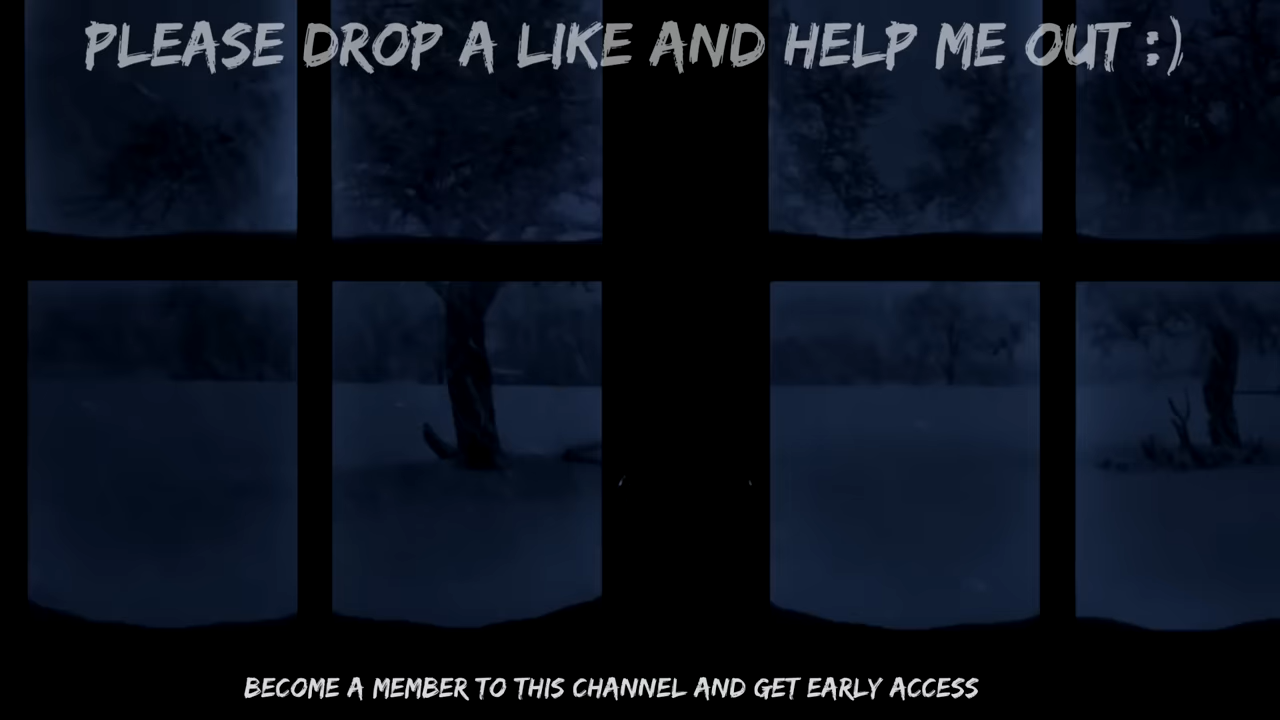 PLEASE DROP A LIKE AND HELP ME OUT :)
BECOME A MEMBER TO THIS CHANNEL AND GET EARLY ACCESS